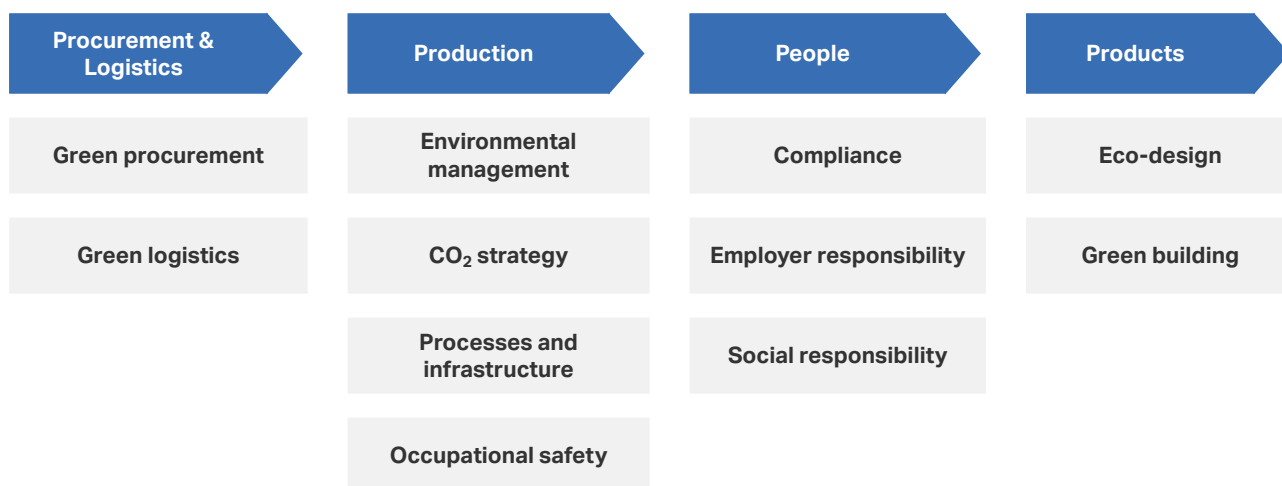 Procurement &
Logistics
Production
People
Products
Green procurement
Environmental
management
Compliance
Eco-design
Green logistics
CO₂ strategy
Employer responsibility
Green building
Processes and
infrastructure
Social responsibility
Occupational safety